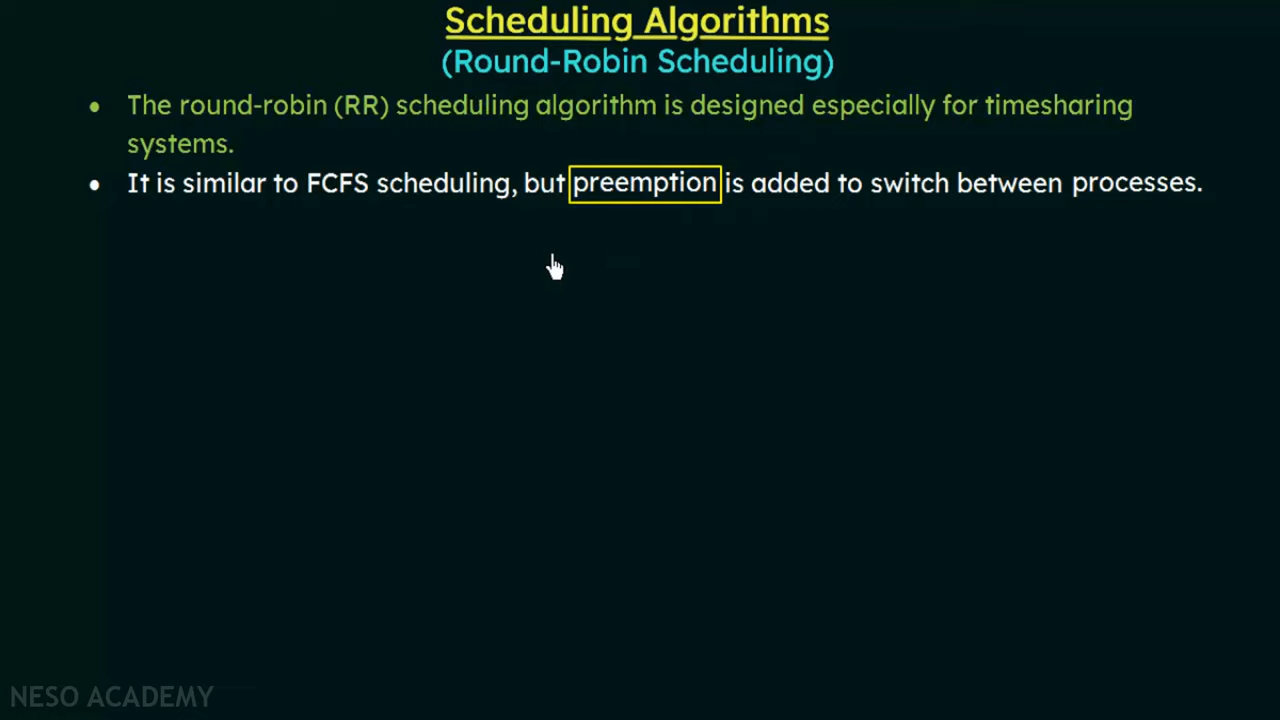 Scheduling Algorithms
(Round-Robin Scheduling)
• The round-robin (RR) scheduling algorithm is designed especially for timesharing
systems.
• It is similar to FCFS scheduling, but preemption is added to switch between processes.
NESO ACADEMY